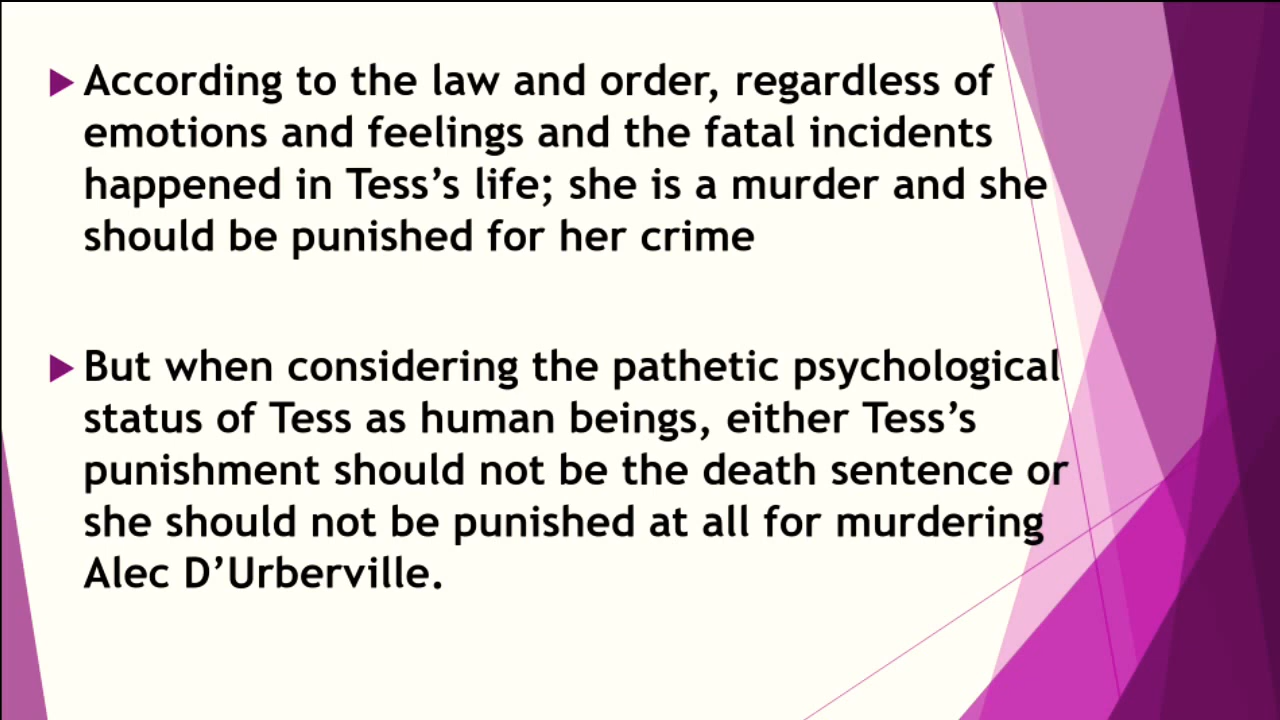 According to the law and order, regardless of
emotions and feelings and the fatal incidents
happened in Tess’s life; she is a murder and she
should be punished for her crime
But when considering the pathetic psychological
status of Tess as human beings, either Tess’s
punishment should not be the death sentence or
she should not be punished at all for murdering
Alec D’Urberville.